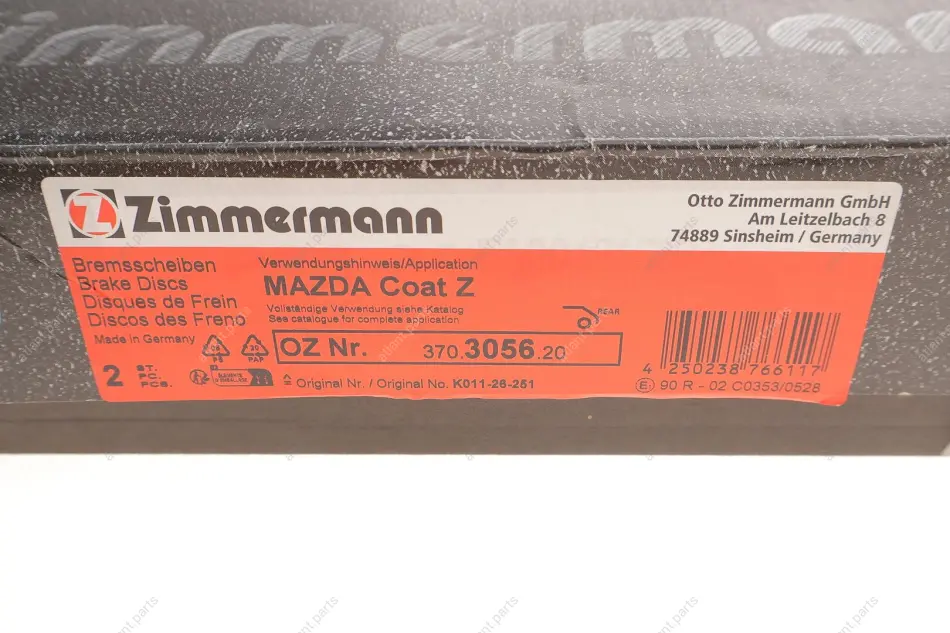 Zimmermann
Zimmermann
Otto Zimmermann GmbH
Am Leitzelbach 8
74889 Sinsheim / Germany
Bremsscheiben
Brake Discs
Disques de Frein
Discos des Freno
Made in Germany
2 ST.
PC.
PCS.
Verwendungshinweis/Application
MAZDA Coat Z
Vollständige Verwendung siehe Katalog
See catalogue for complete application
REAR
OZ Nr. 370.3056.20
PAP
≙ Original Nr. / Original No. K011-26-251
4 250238 766117
E1 90 R - 02 C0353/0528